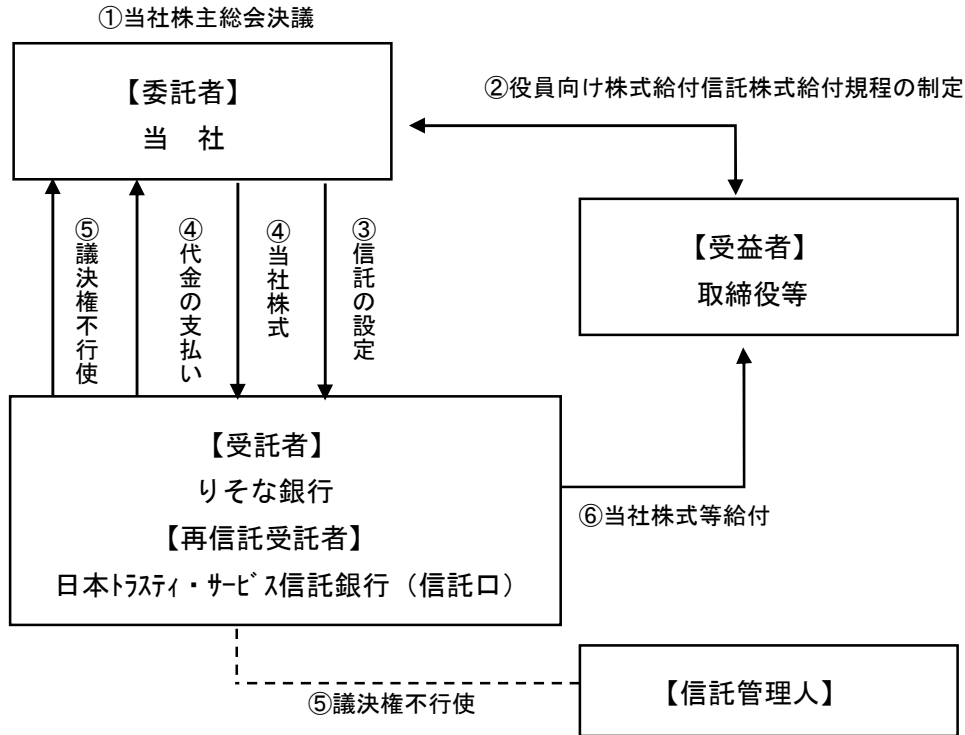 ①当社株主総会決議
【委託者】
当　社
②役員向け株式給付信託株式給付規程の制定
⑤議決権不行使
④代金の支払い
④当社株式
③信託の設定
【受益者】
取締役等
【受託者】
りそな銀行
【再信託受託者】
日本ﾄﾗｽﾃｨ・ｻｰﾋﾞｽ信託銀行（信託口）
⑥当社株式等給付
⑤議決権不行使
【信託管理人】